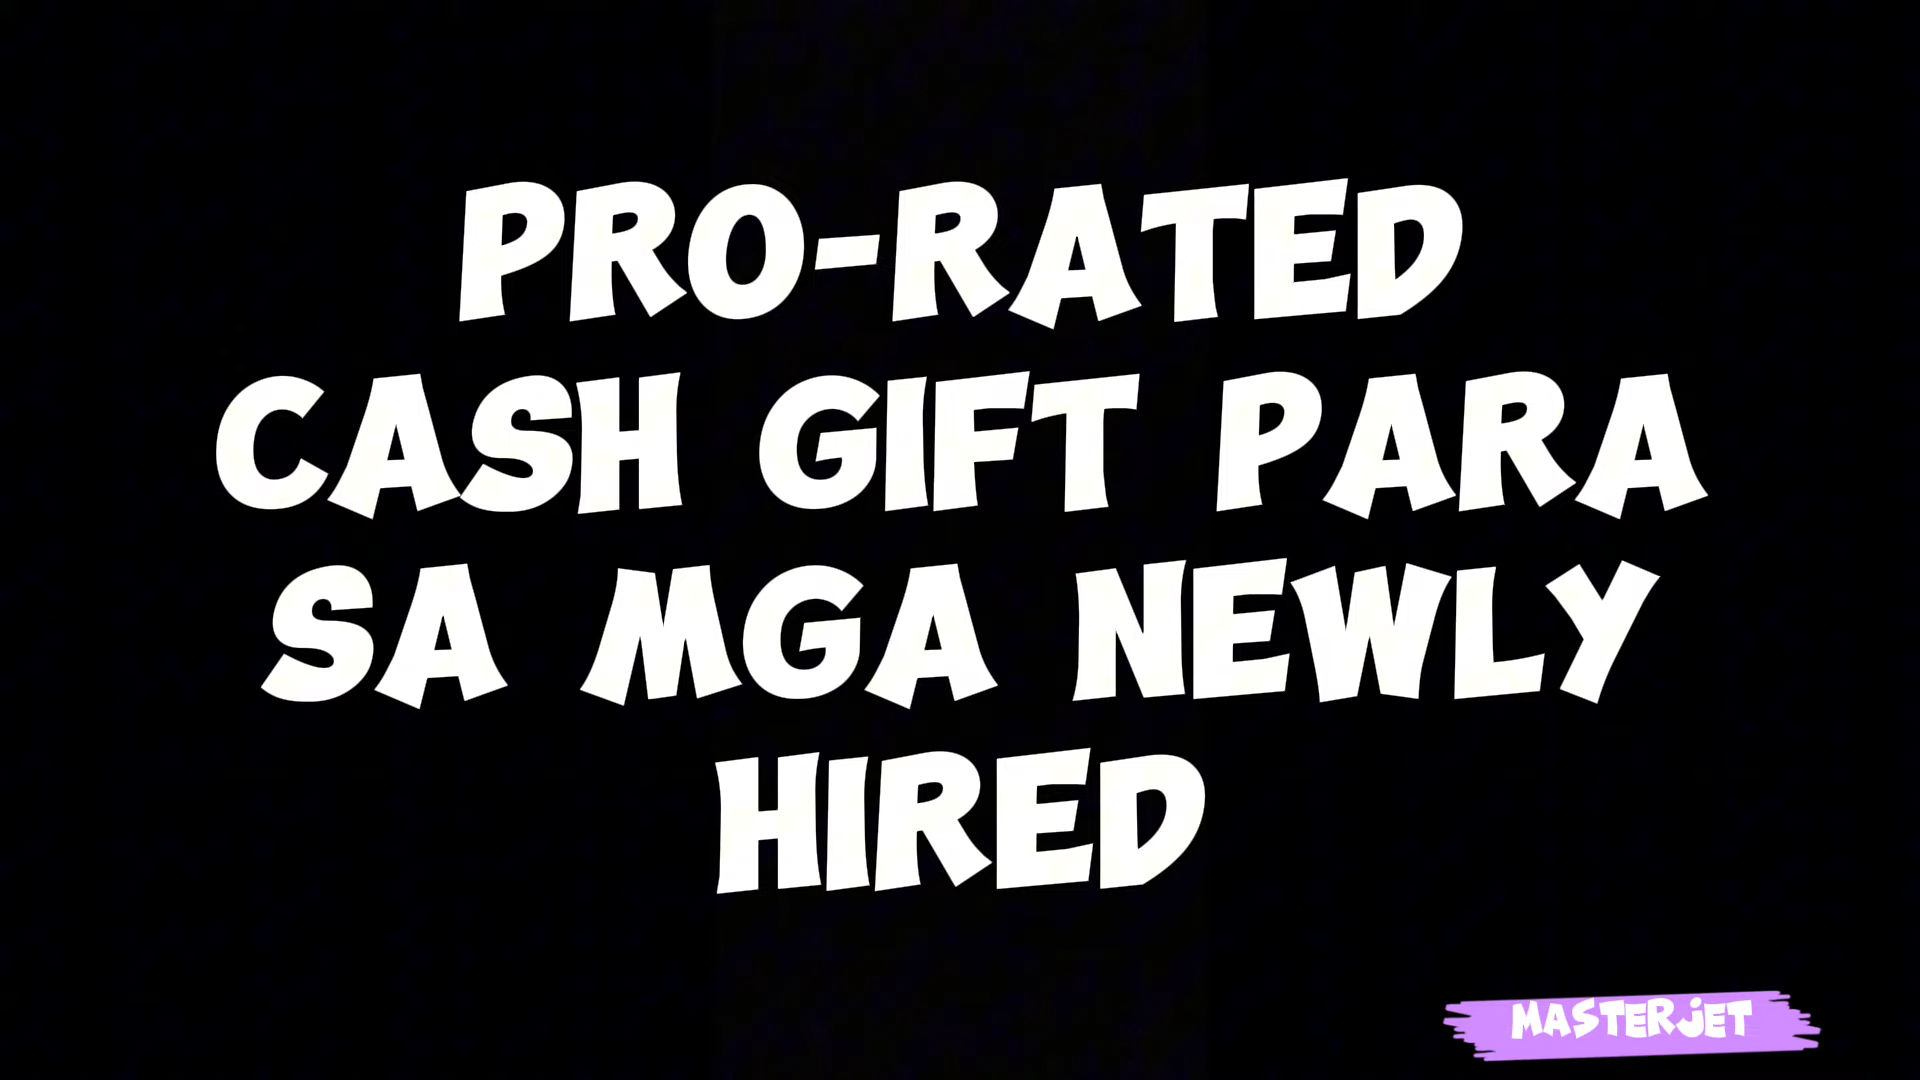 PRO-RATED
CASH GIFT PARA
SA MGA NEWLY
HIRED
MASTERJET